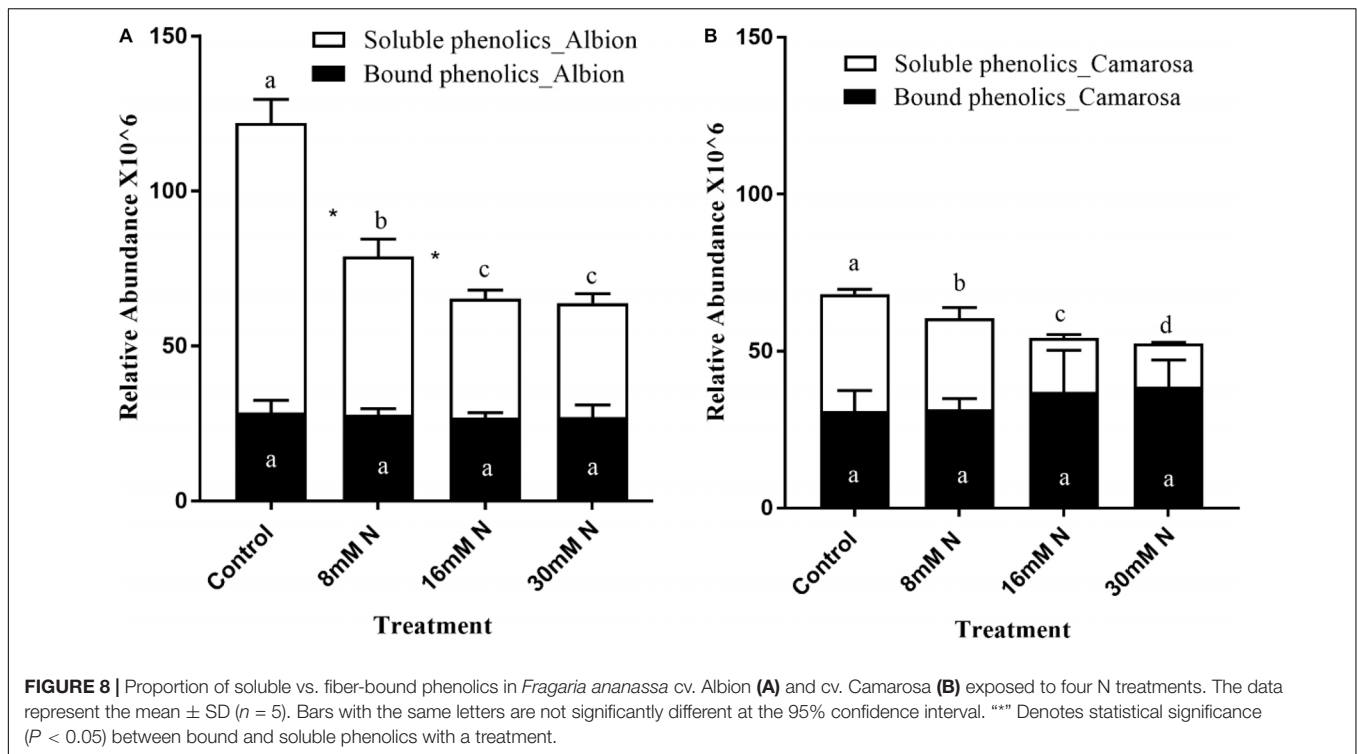 A
150
100
50
0
Relative Abundance X10^6
Soluble phenolics_Albion
Bound phenolics_Albion
a
*
b
*
c
c
a
a
a
a
Control
8mM N
16mM N
30mM N
Treatment
B
150
100
50
0
Relative Abundance X10^6
Soluble phenolics_Camarosa
Bound phenolics_Camarosa
a
b
c
d
a
a
a
a
Control
8mM N
16mM N
30mM N
Treatment
FIGURE 8 | Proportion of soluble vs. fiber-bound phenolics in Fragaria ananassa cv. Albion (A) and cv. Camarosa (B) exposed to four N treatments. The data
represent the mean ± SD (n = 5). Bars with the same letters are not significantly different at the 95% confidence interval. “*” Denotes statistical significance
(P < 0.05) between bound and soluble phenolics with a treatment.